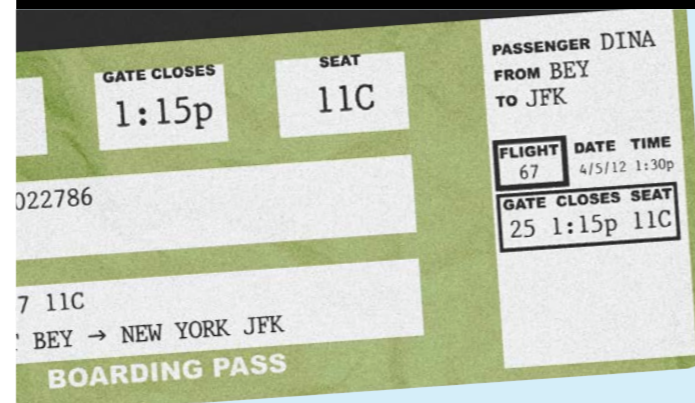 GATE CLOSES
1:15p
SEAT
11C
022786
7 11C
BEY → NEW YORK JFK
BOARDING PASS
PASSENGER DINA
FROM BEY
TO JFK
FLIGHT DATE TIME
67 4/5/12 1:30p
GATE CLOSES SEAT
25 1:15p 11C